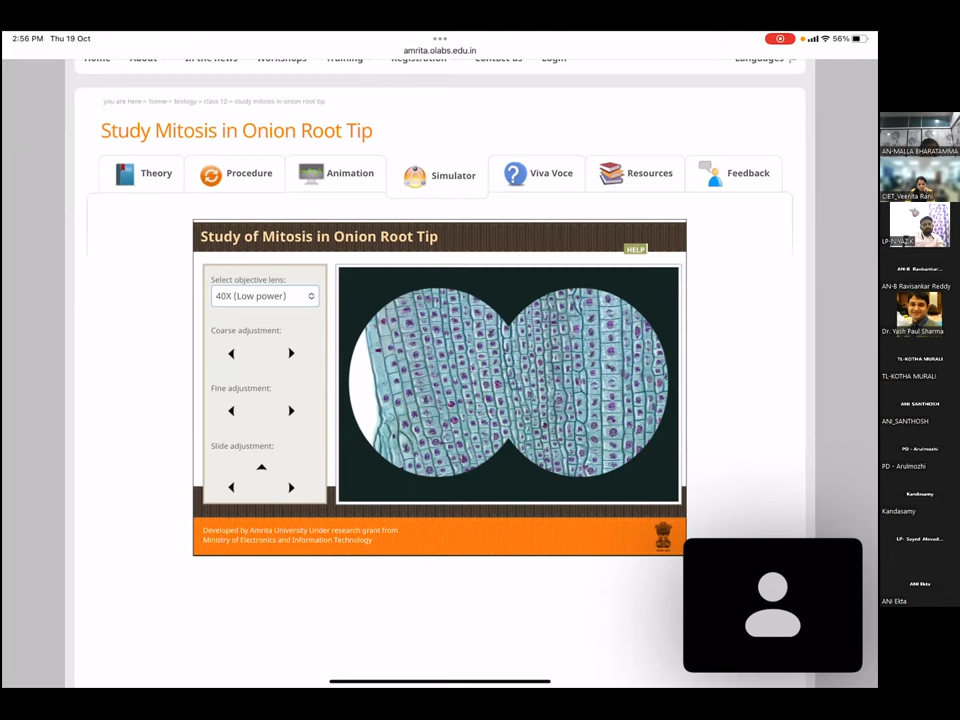 2:56 PM Thu 19 Oct
56%
amrita.olabs.edu.in
Home About In the news Workshops Training Registration Contact us Login Languages
you are here-> home-> biology-> class 12-> study mitosis in onion root tip
Study Mitosis in Onion Root Tip
Theory Procedure Animation Simulator Viva Voce Resources Feedback
Study of Mitosis in Onion Root Tip
HELP
Select objective lens:
40X (Low power)
Coarse adjustment:
Fine adjustment:
Slide adjustment:
Developed by Amrita University Under research grant from
Ministry of Electronics and Information Technology
AN-MALLA BHARATAMMA
CIET_Veenita Rani
LP-N YAZ K
AN-B Ravisankar...
AN-B Ravisankar Reddy
Dr. Yash Paul Sharma
TL-KOTHA MURALI
TL-KOTHA MURALI
ANI SANTHOSH
ANI_SANTHOSH
PD - Arulmozhi
PD - Arulmozhi
Kandasamy
Kandasamy
ANI Ekta
ANI Ekta